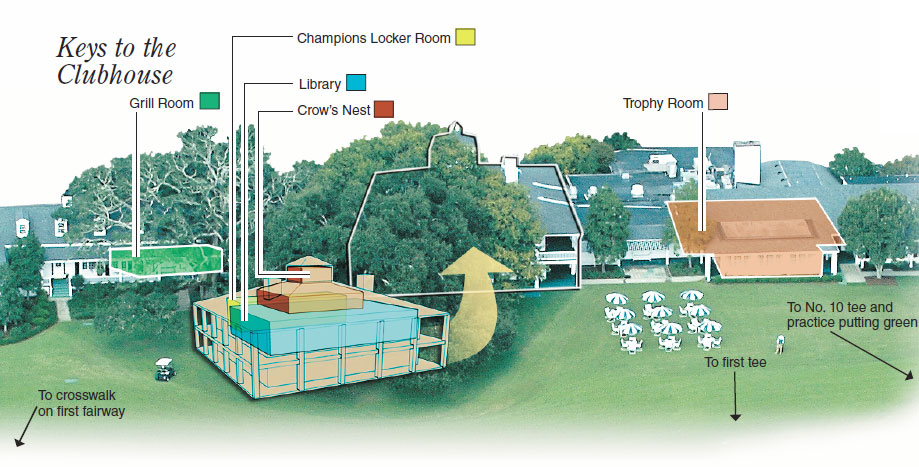 Keys to the
Clubhouse
Champions Locker Room
Library
Grill Room
Crow's Nest
Trophy Room
To No. 10 tee and
practice putting green
To first tee
To crosswalk
on first fairway